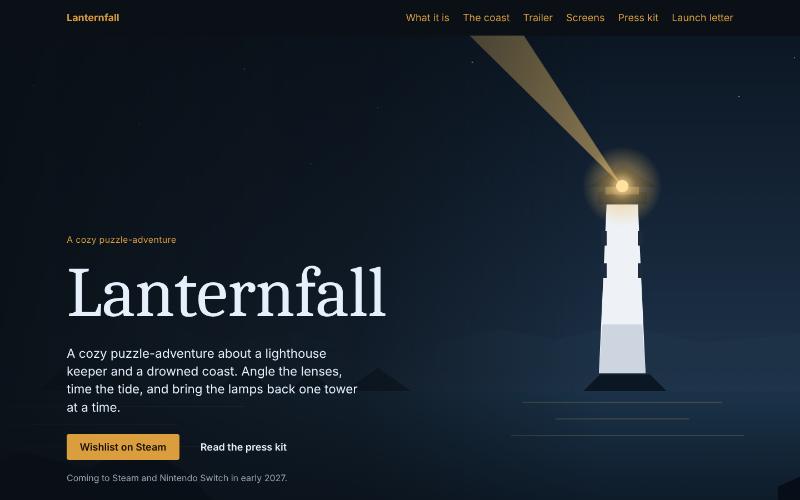 Lanternfall
What it is The coast Trailer Screens Press kit Launch letter
A cozy puzzle-adventure
Lanternfall
A cozy puzzle-adventure about a lighthouse
keeper and a drowned coast. Angle the lenses,
time the tide, and bring the lamps back one tower
at a time.
Wishlist on Steam Read the press kit
Coming to Steam and Nintendo Switch in early 2027.